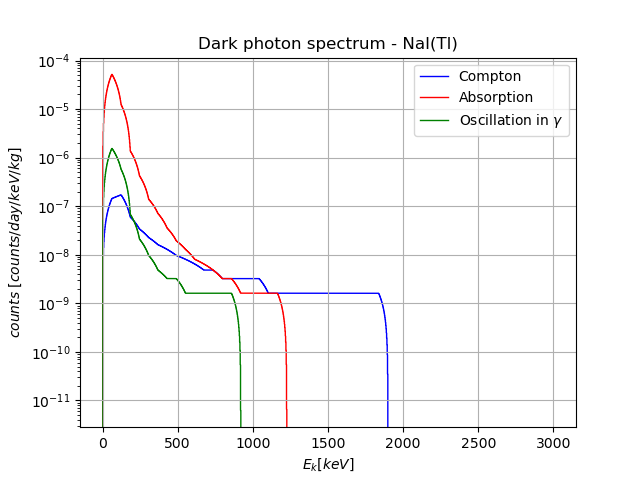 Dark photon spectrum - NaI(Tl)
Compton
Absorption
Oscillation in γ
10⁻⁴
10⁻⁵
10⁻⁶
10⁻⁷
10⁻⁸
10⁻⁹
10⁻¹⁰
10⁻¹¹
counts [counts/day/keV/kg]
0 500 1000 1500 2000 2500 3000
E_k[keV]